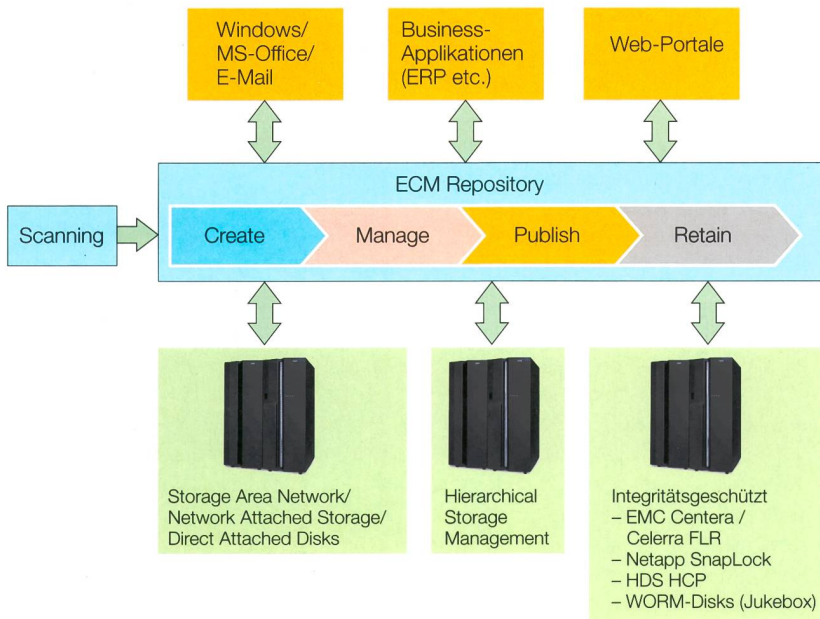 Windows/
MS-Office/
E-Mail
Business-
Applikationen
(ERP etc.)
Web-Portale
ECM Repository
Scanning
Create
Manage
Publish
Retain
Storage Area Network/
Network Attached Storage/
Direct Attached Disks
Hierarchical
Storage
Management
Integritätsgeschützt
– EMC Centera /
Celerra FLR
– Netapp SnapLock
– HDS HCP
– WORM-Disks (Jukebox)